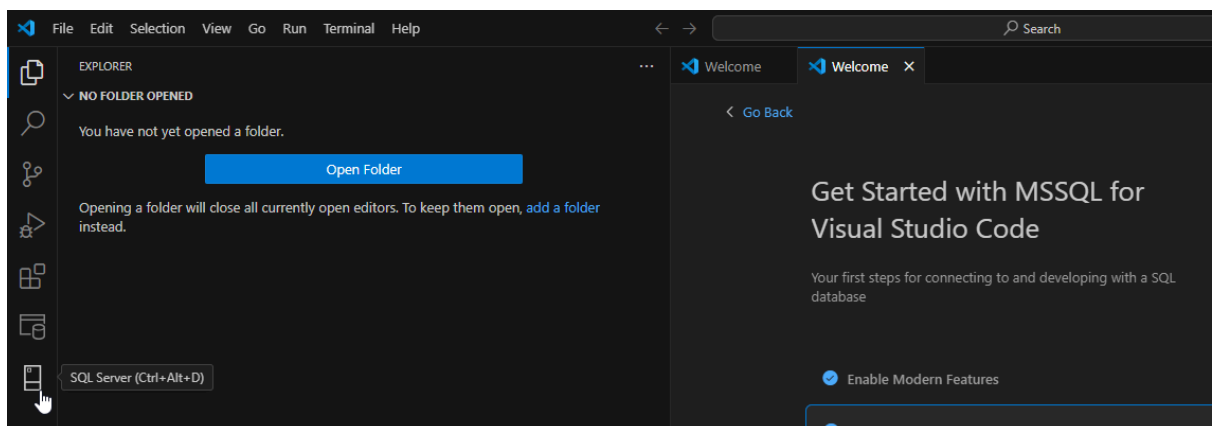 File Edit Selection View Go Run Terminal Help
Search
EXPLORER
Welcome
Welcome
NO FOLDER OPENED
You have not yet opened a folder.
Open Folder
Opening a folder will close all currently open editors. To keep them open, add a folder
instead.
SQL Server (Ctrl+Alt+D)
Go Back
Get Started with MSSQL for
Visual Studio Code
Your first steps for connecting to and developing with a SQL
database
Enable Modern Features